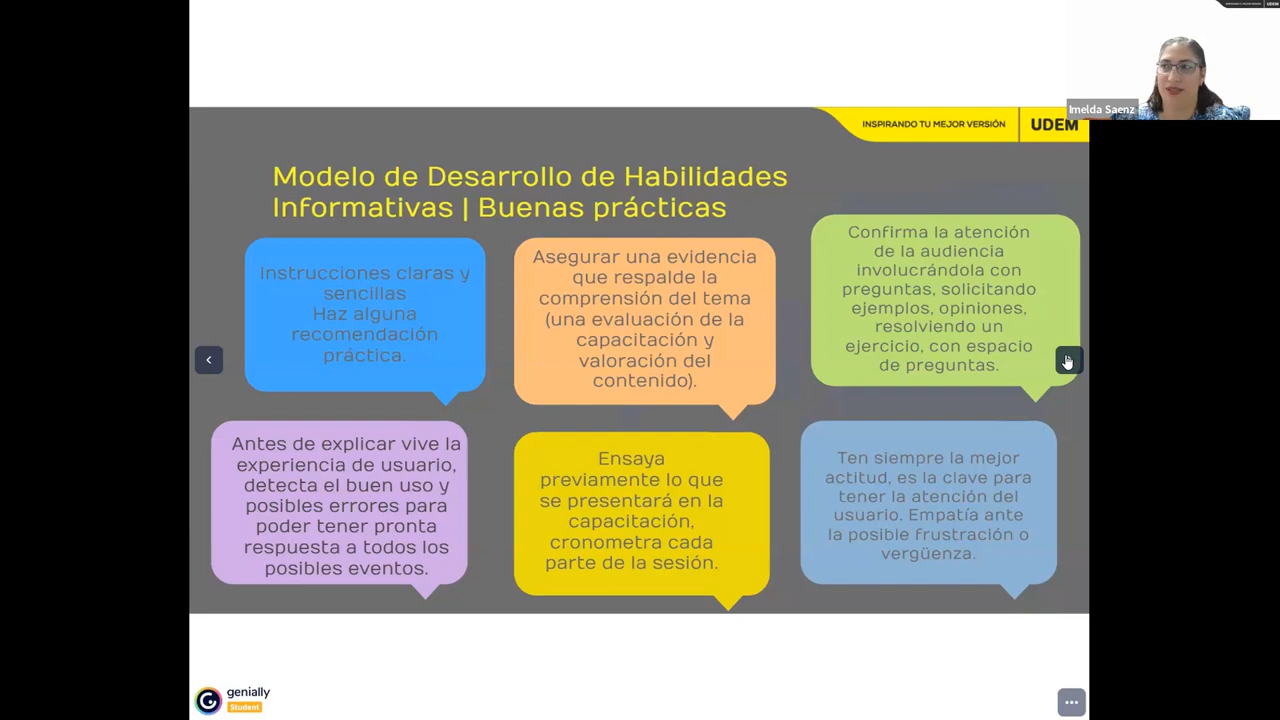 Imelda Saenz
INSPIRANDO TU MEJOR VERSIÓN
UDEM
Modelo de Desarrollo de Habilidades
Informativas | Buenas prácticas
Instrucciones claras y
sencillas
Haz alguna
recomendación
práctica.
Asegurar una evidencia
que respalde la
comprensión del tema
(una evaluación de la
capacitación y
valoración del
contenido).
Confirma la atención
de la audiencia
involucrándola con
preguntas, solicitando
ejemplos, opiniones,
resolviendo un
ejercicio, con espacio
de preguntas.
Antes de explicar vive la
experiencia de usuario,
detecta el buen uso y
posibles errores para
poder tener pronta
respuesta a todos los
posibles eventos.
Ensaya
previamente lo que
se presentará en la
capacitación,
cronometra cada
parte de la sesión.
Ten siempre la mejor
actitud, es la clave para
tener la atención del
usuario. Empatía ante
la posible frustración o
vergüenza.
genially
Student